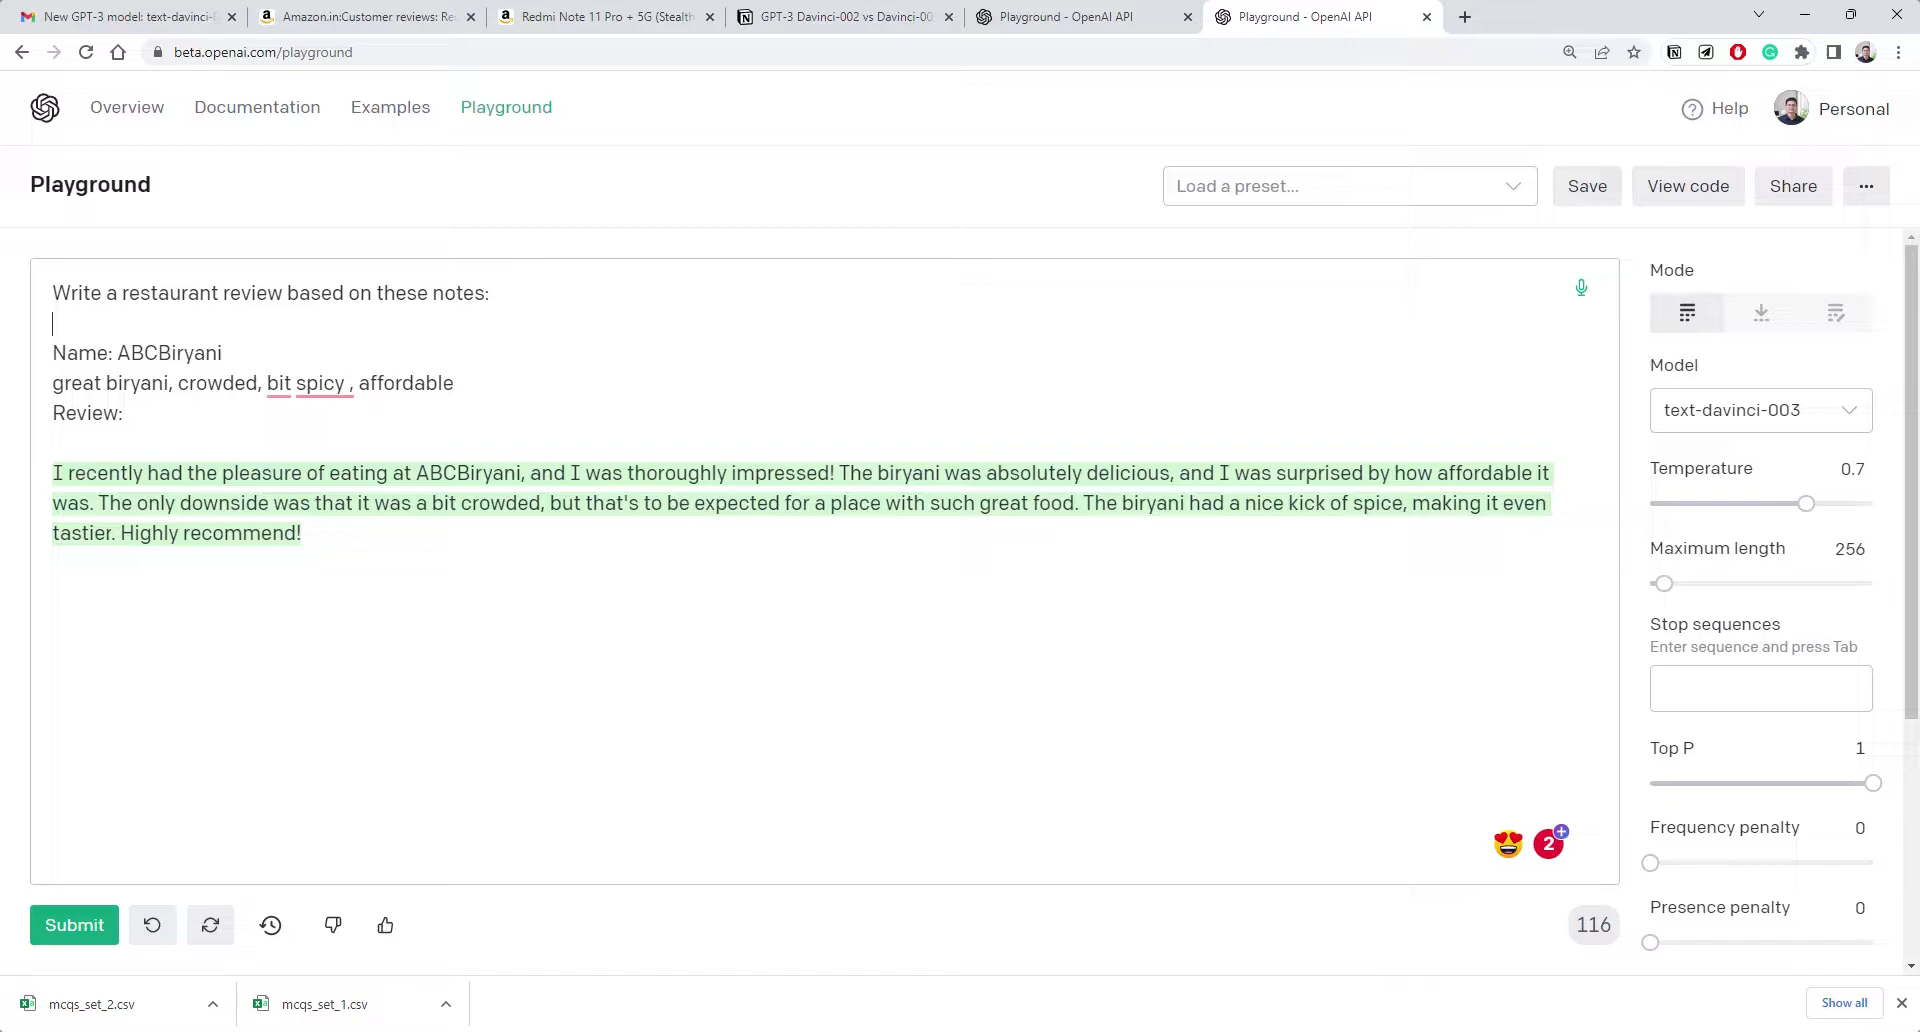 New GPT-3 model: text-davinci-0
Amazon.in:Customer reviews: Re
Redmi Note 11 Pro + 5G (Stealth
GPT-3 Davinci-002 vs Davinci-00
Playground - OpenAI API
Playground - OpenAI API
beta.openai.com/playground
Overview
Documentation
Examples
Playground
Help
Personal
Playground
Load a preset...
Save
View code
Share
Write a restaurant review based on these notes:
Name: ABCBiryani
great biryani, crowded, bit spicy , affordable
Review:
I recently had the pleasure of eating at ABCBiryani, and I was thoroughly impressed! The biryani was absolutely delicious, and I was surprised by how affordable it
was. The only downside was that it was a bit crowded, but that's to be expected for a place with such great food. The biryani had a nice kick of spice, making it even
tastier. Highly recommend!
2
Mode
Model
text-davinci-003
Temperature 0.7
Maximum length 256
Stop sequences
Enter sequence and press Tab
Top P 1
Frequency penalty 0
Presence penalty 0
Submit
116
mcqs_set_2.csv
mcqs_set_1.csv
Show all